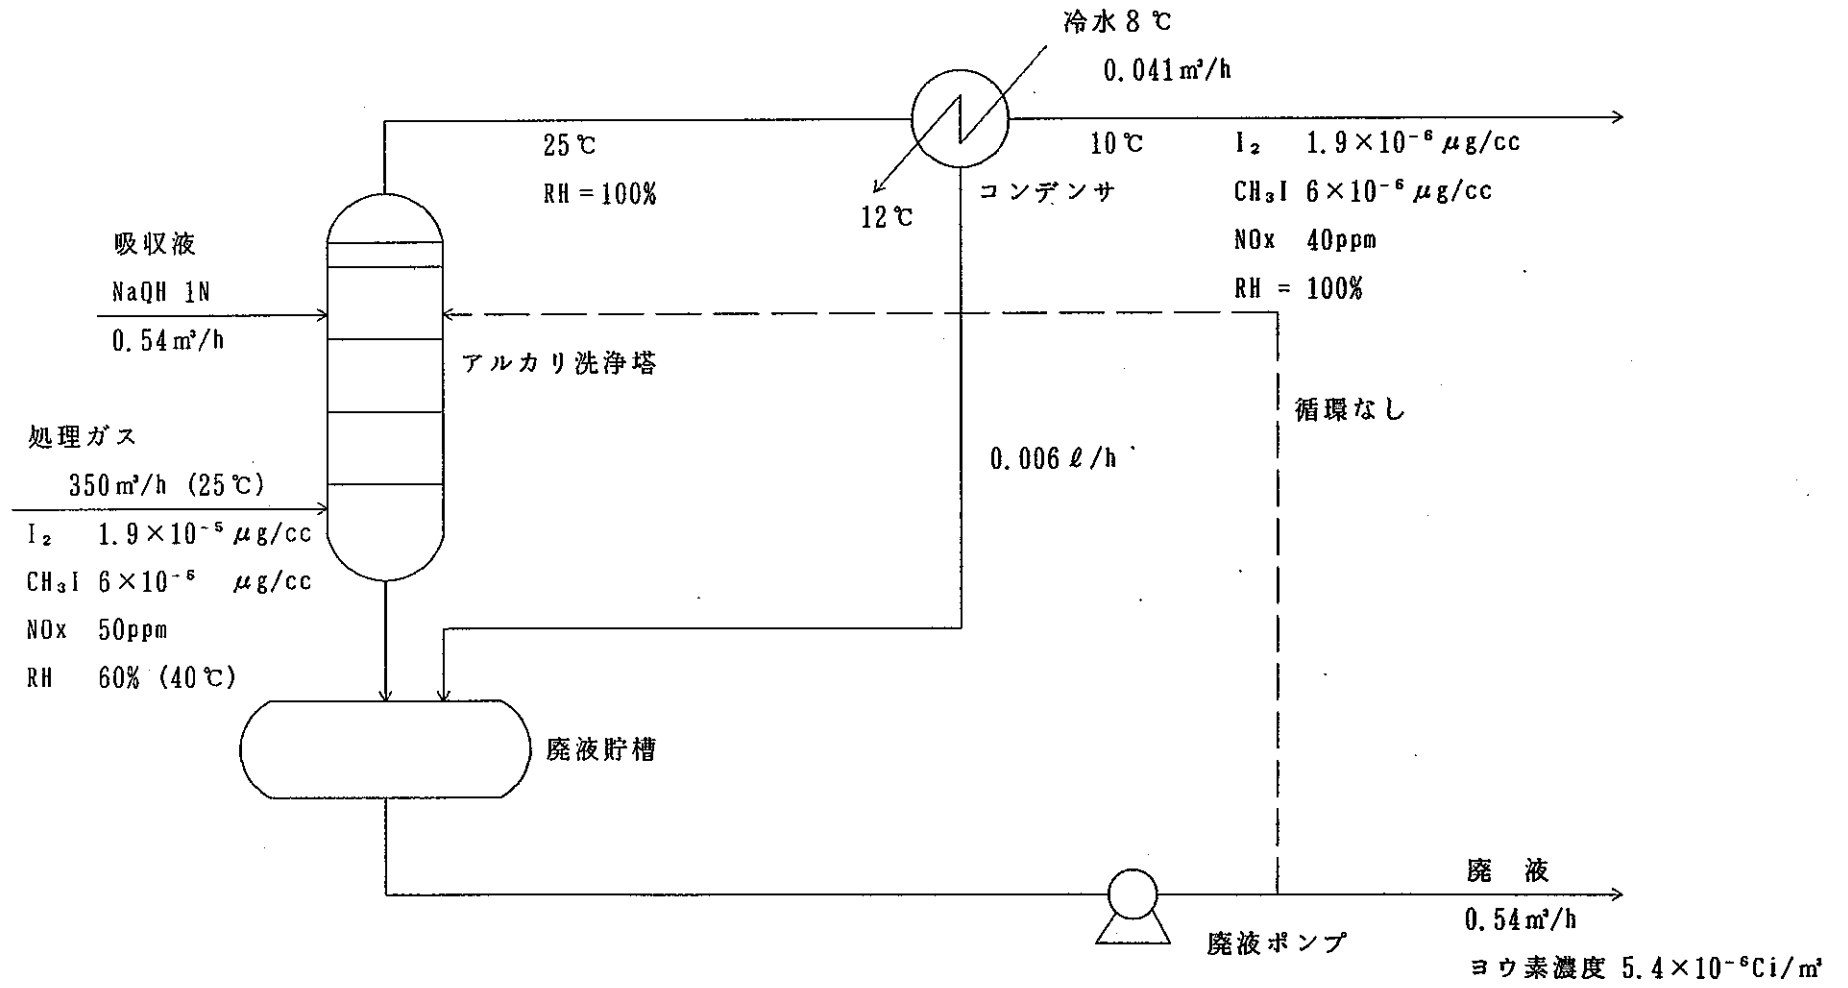 冷水8℃
0.041㎥/h
25℃
RH=100%
10℃
12℃
コンデンサ
I₂ 1.9×10⁻⁶ μg/cc
CH₃I 6×10⁻⁶ μg/cc
NOx 40ppm
RH = 100%
吸収液
NaQH 1N
0.54㎥/h
アルカリ洗浄塔
循環なし
処理ガス
350㎥/h (25℃)
I₂ 1.9×10⁻⁵ μg/cc
CH₃I 6×10⁻⁶ μg/cc
NOx 50ppm
RH 60% (40℃)
0.006ℓ/h
廃液貯槽
廃液ポンプ
廃 液
0.54㎥/h
ヨウ素濃度 5.4×10⁻⁶Ci/㎥